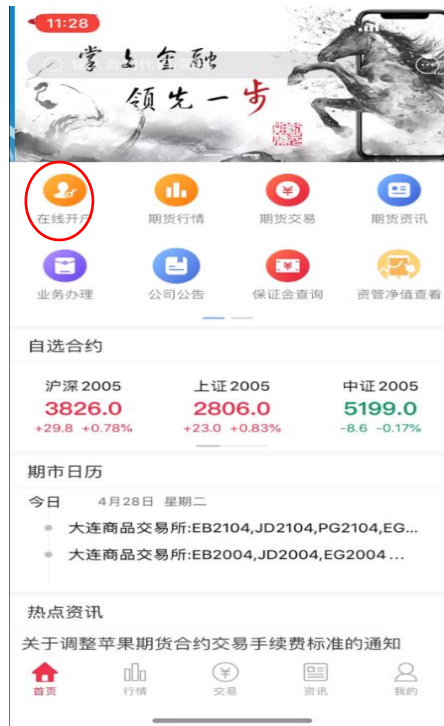 11:28
掌上金融
领先一步
在线开户
期货行情
期货交易
期货资讯
业务办理
公司公告
保证金查询
资管净值查看
自选合约
沪深2005
上证2005
中证2005
3826.0
2806.0
5199.0
+29.8 +0.78%
+23.0 +0.83%
-8.6 -0.17%
期市日历
今日 4月28日 星期二
大连商品交易所:EB2104,JD2104,PG2104,EG...
大连商品交易所:EB2004,JD2004,EG2004 ...
热点资讯
关于调整苹果期货合约交易手续费标准的通知
首页
行情
交易
资讯
我的